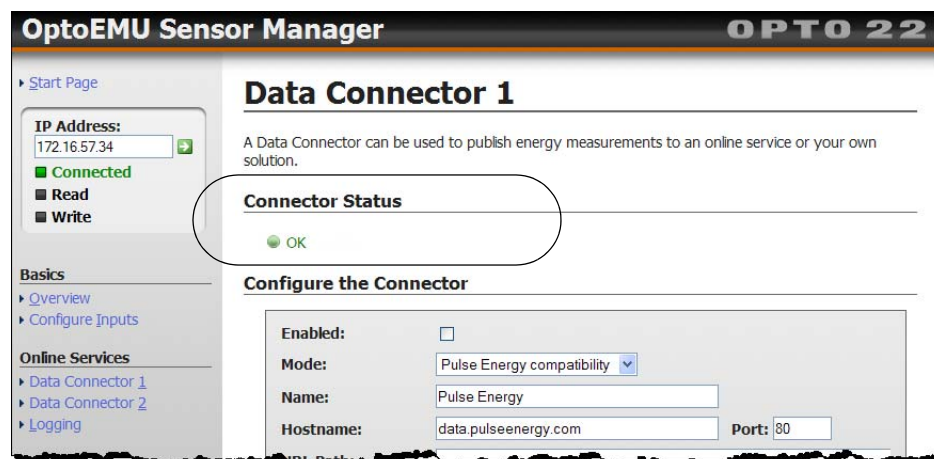 OptoEMU Sensor Manager
OPTO 22
Start Page
IP Address:
172.16.57.34
Connected
Read
Write
Basics
Overview
Configure Inputs
Online Services
Data Connector 1
Data Connector 2
Logging
Data Connector 1
A Data Connector can be used to publish energy measurements to an online service or your own
solution.
Connector Status
OK
Configure the Connector
Enabled:
Mode: Pulse Energy compatibility
Name: Pulse Energy
Hostname: data.pulseenergy.com Port: 80